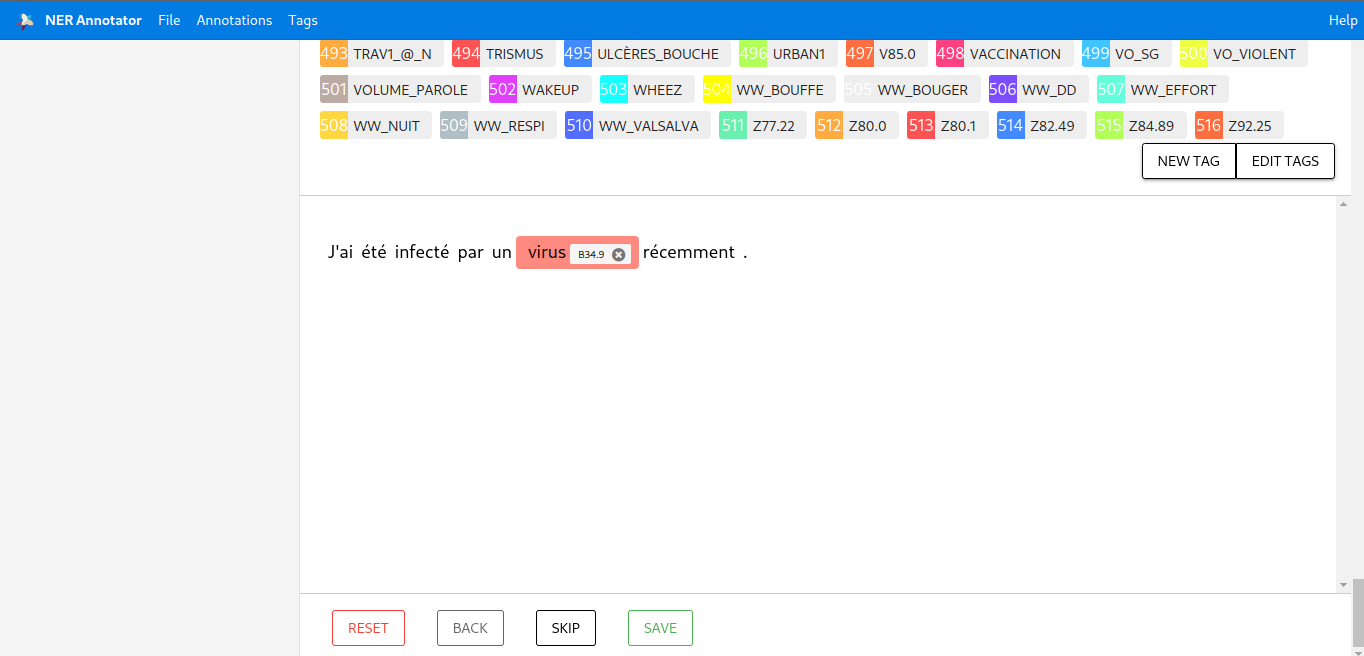 NER Annotator File Annotations Tags Help
493 TRAV1_@_N 494 TRISMUS 495 ULCÈRES_BOUCHE 496 URBAN1 497 V85.0 498 VACCINATION 499 VO_SG 500 VO_VIOLENT
501 VOLUME_PAROLE 502 WAKEUP 503 WHEEZ 504 WW_BOUFFE 505 WW_BOUGER 506 WW_DD 507 WW_EFFORT
508 WW_NUIT 509 WW_RESPI 510 WW_VALSALVA 511 Z77.22 512 Z80.0 513 Z80.1 514 Z82.49 515 Z84.89 516 Z92.25
NEW TAG EDIT TAGS
J'ai été infecté par un virus B34.9 récemment .
RESET BACK SKIP SAVE